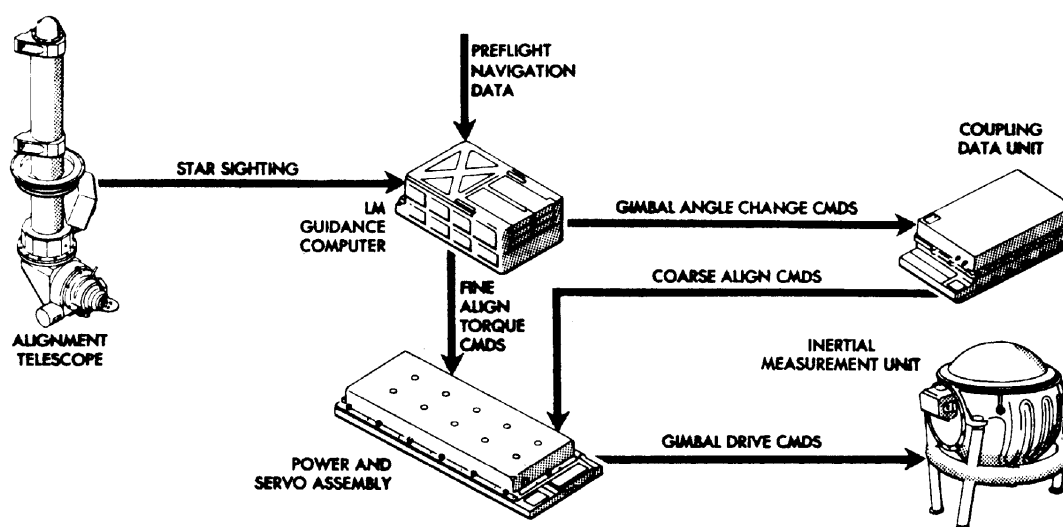 PREFLIGHT
NAVIGATION
DATA
COUPLING
DATA UNIT
STAR SIGHTING
LM
GUIDANCE
COMPUTER
GIMBAL ANGLE CHANGE CMDS
COARSE ALIGN CMDS
FINE
ALIGN
TORQUE
CMDS
ALIGNMENT
TELESCOPE
INERTIAL
MEASUREMENT UNIT
POWER AND
SERVO ASSEMBLY
GIMBAL DRIVE CMDS